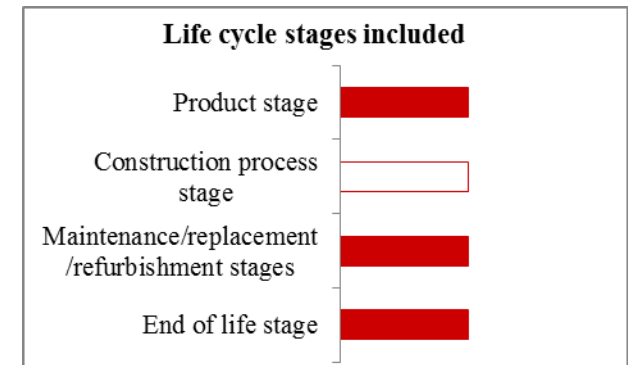 Life cycle stages included
Product stage
Construction process
stage
Maintenance/replacement
/refurbishment stages
End of life stage